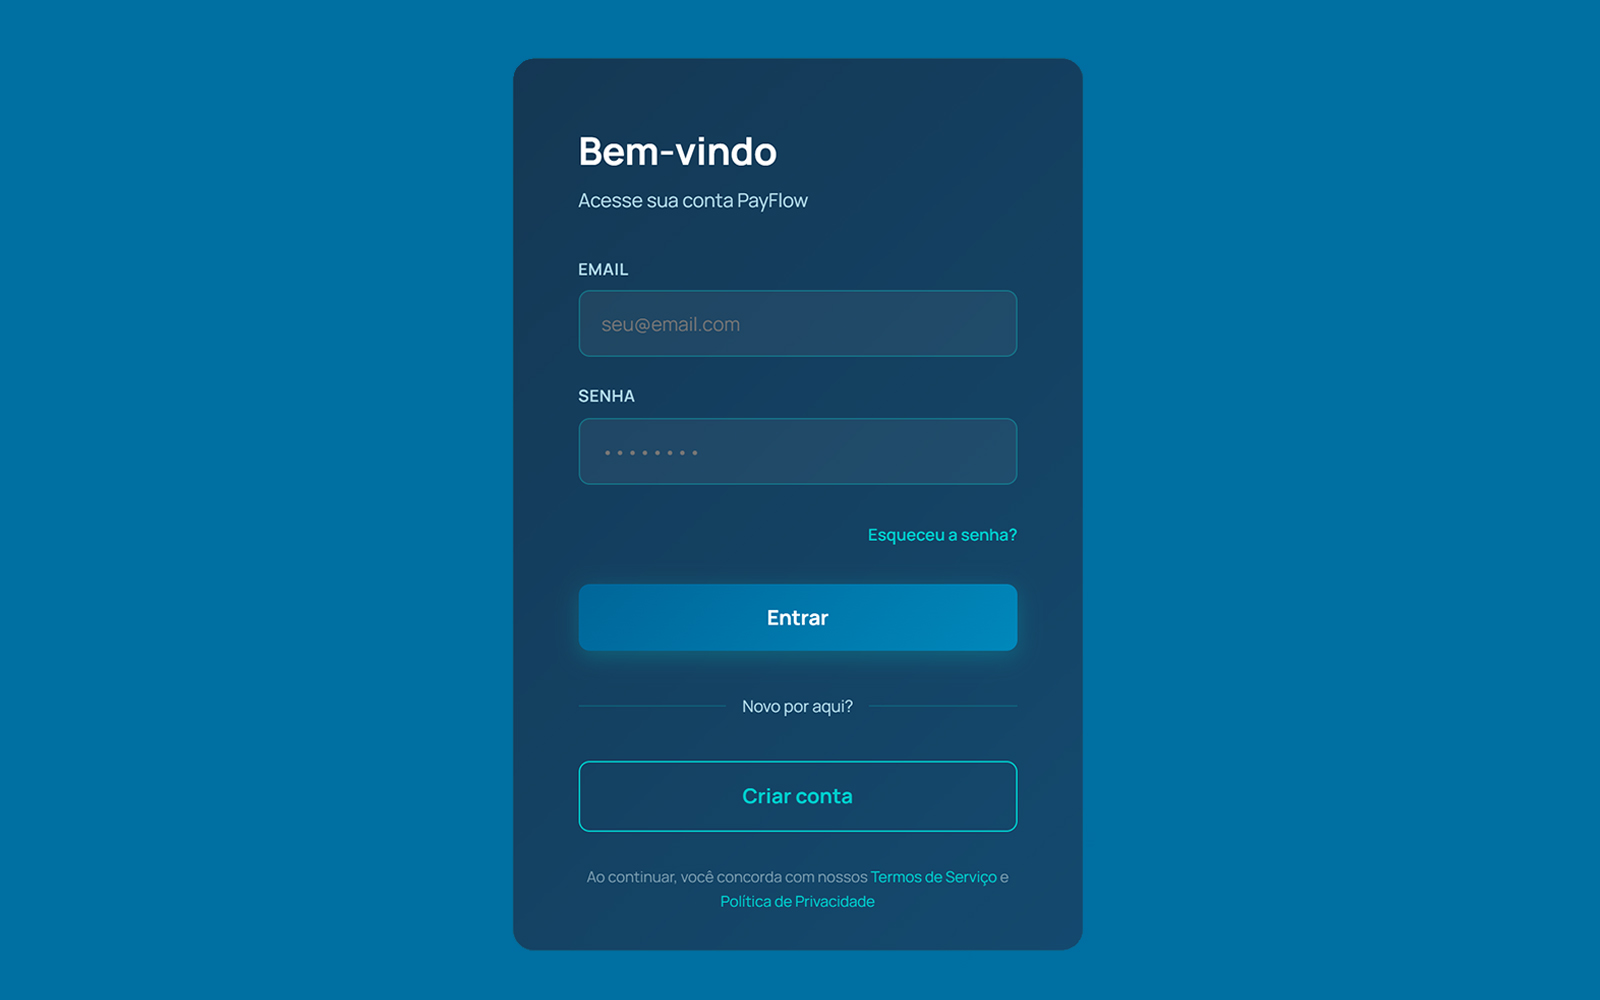 Bem-vindo
Acesse sua conta PayFlow
EMAIL
seu@email.com
SENHA
••••••••
Esqueceu a senha?
Entrar
Novo por aqui?
Criar conta
Ao continuar, você concorda com nossos Termos de Serviço e
Política de Privacidade